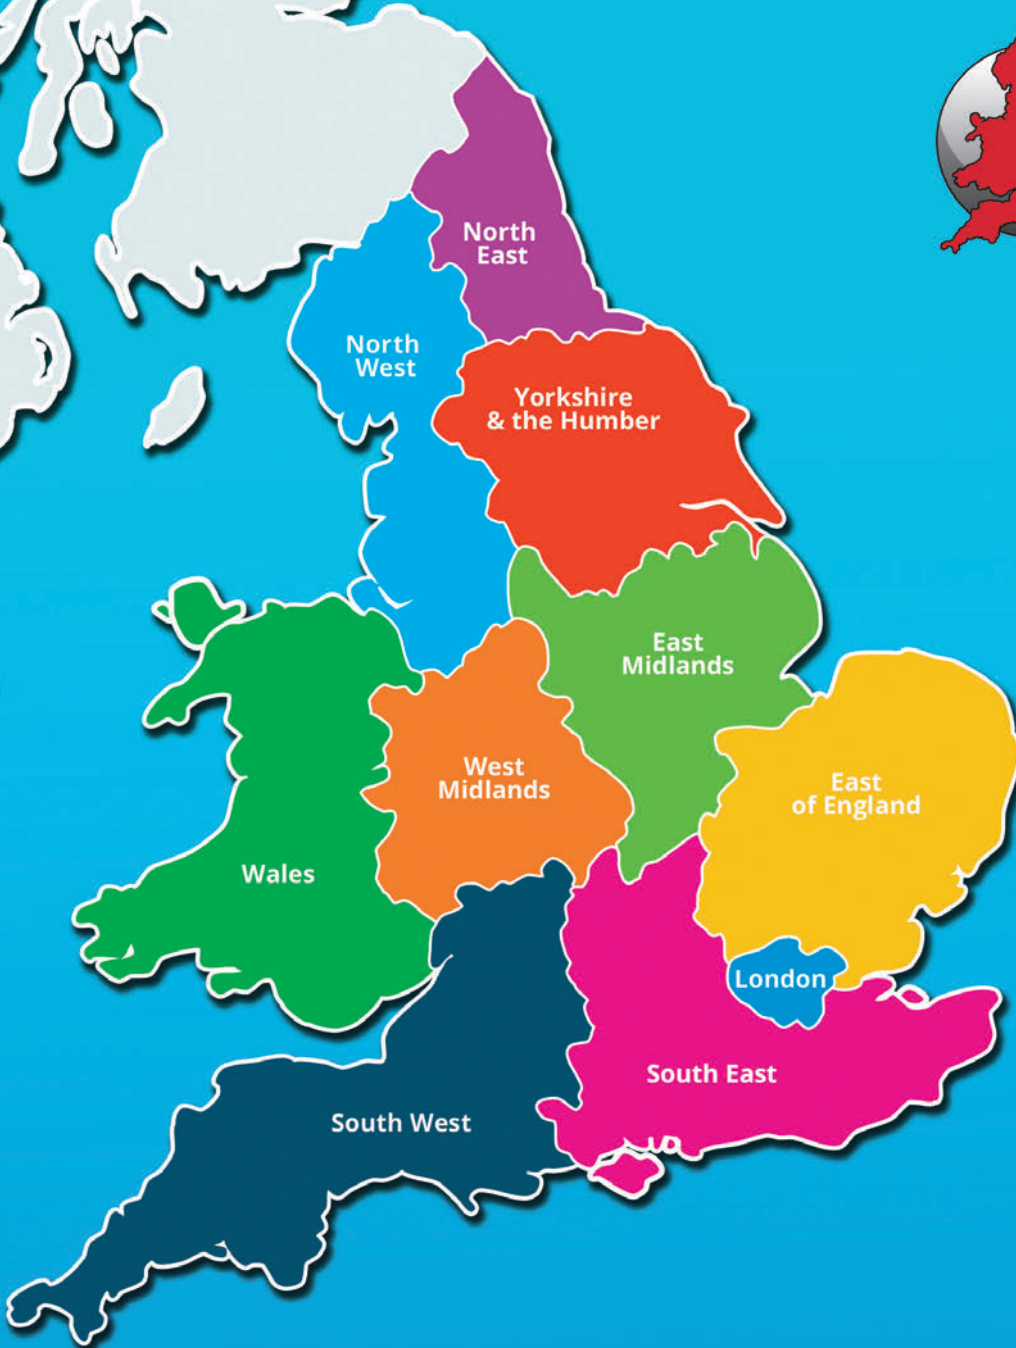 North
East
North
West
Yorkshire
& the Humber
East
Midlands
West
Midlands
East
of England
Wales
London
South East
South West